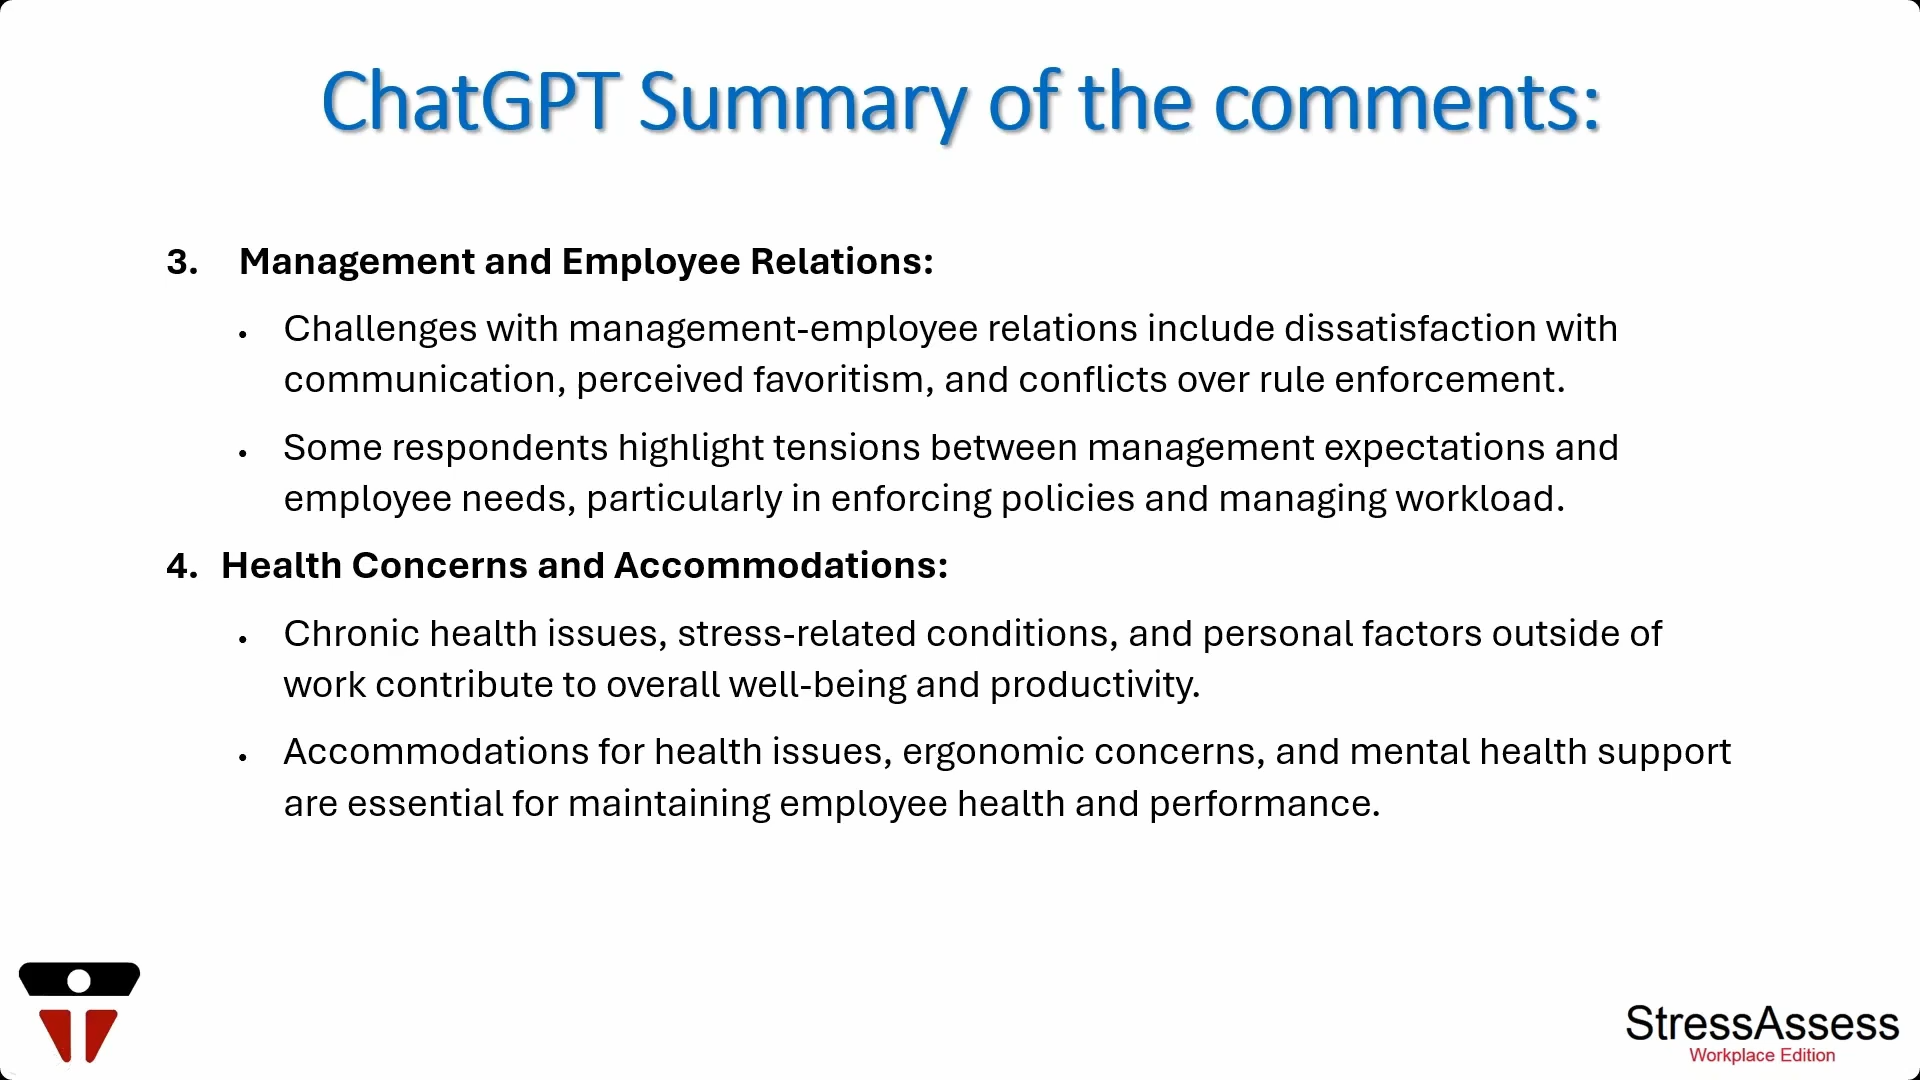 ChatGPT Summary of the comments:
3. Management and Employee Relations:
• Challenges with management-employee relations include dissatisfaction with
communication, perceived favoritism, and conflicts over rule enforcement.
• Some respondents highlight tensions between management expectations and
employee needs, particularly in enforcing policies and managing workload.
4. Health Concerns and Accommodations:
• Chronic health issues, stress-related conditions, and personal factors outside of
work contribute to overall well-being and productivity.
• Accommodations for health issues, ergonomic concerns, and mental health support
are essential for maintaining employee health and performance.
StressAssess
Workplace Edition